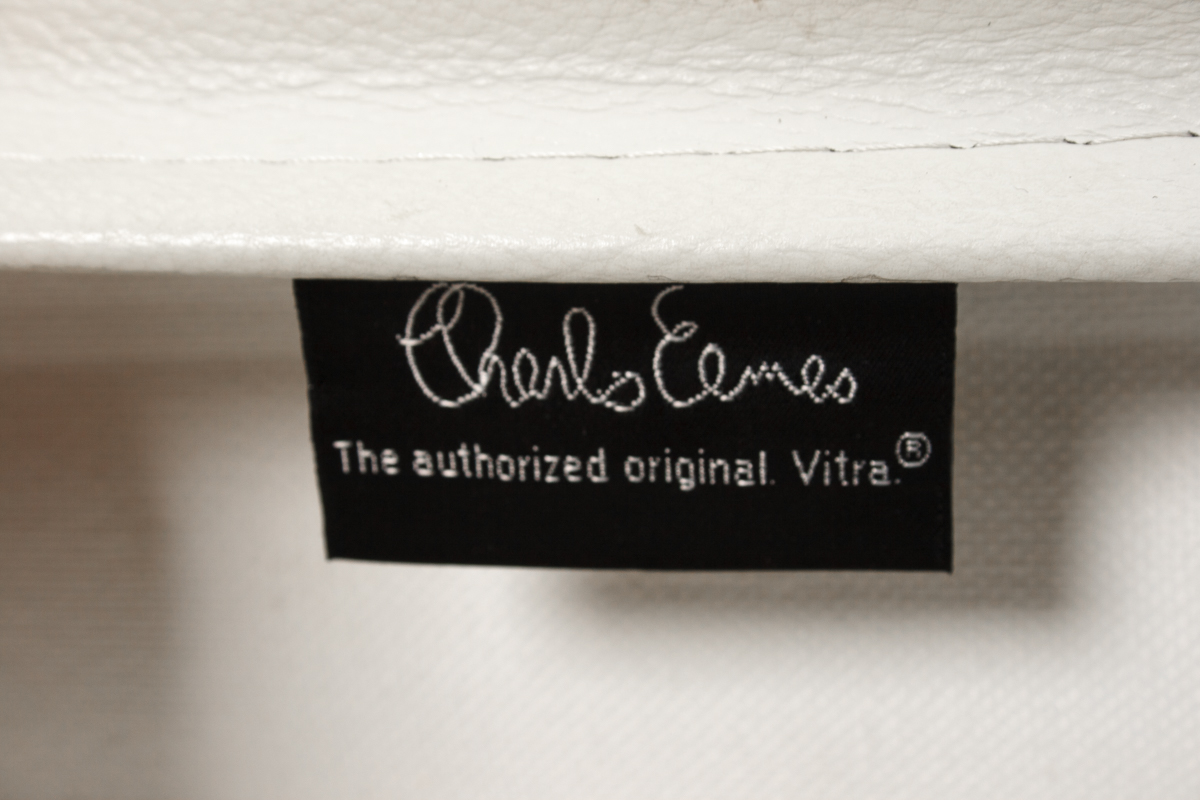 Charles Eames
The authorized original. Vitra.®